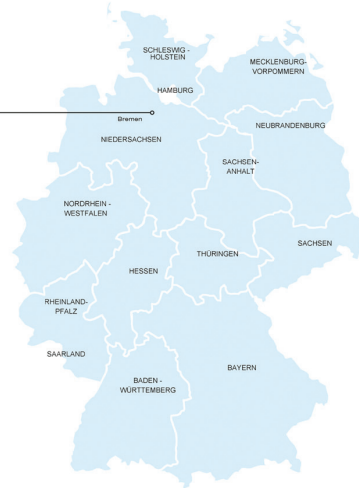 SCHLESWIG -
HOLSTEIN
MECKLENBURG-
VORPOMMERN
HAMBURG
Bremen
NEUBRANDENBURG
NIEDERSACHSEN
SACHSEN-
ANHALT
NORDRHEIN -
WESTFALEN
SACHSEN
THÜRINGEN
HESSEN
RHEINLAND-
PFALZ
SAARLAND
BAYERN
BADEN -
WÜRTTEMBERG